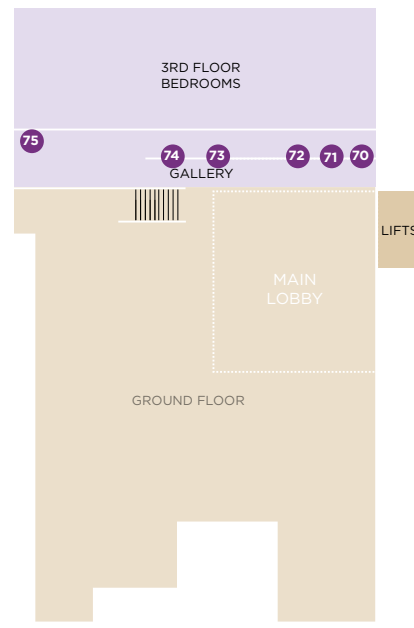 3RD FLOOR
BEDROOMS
75
74 73 72 71 70
GALLERY
LIFTS
MAIN
LOBBY
GROUND FLOOR